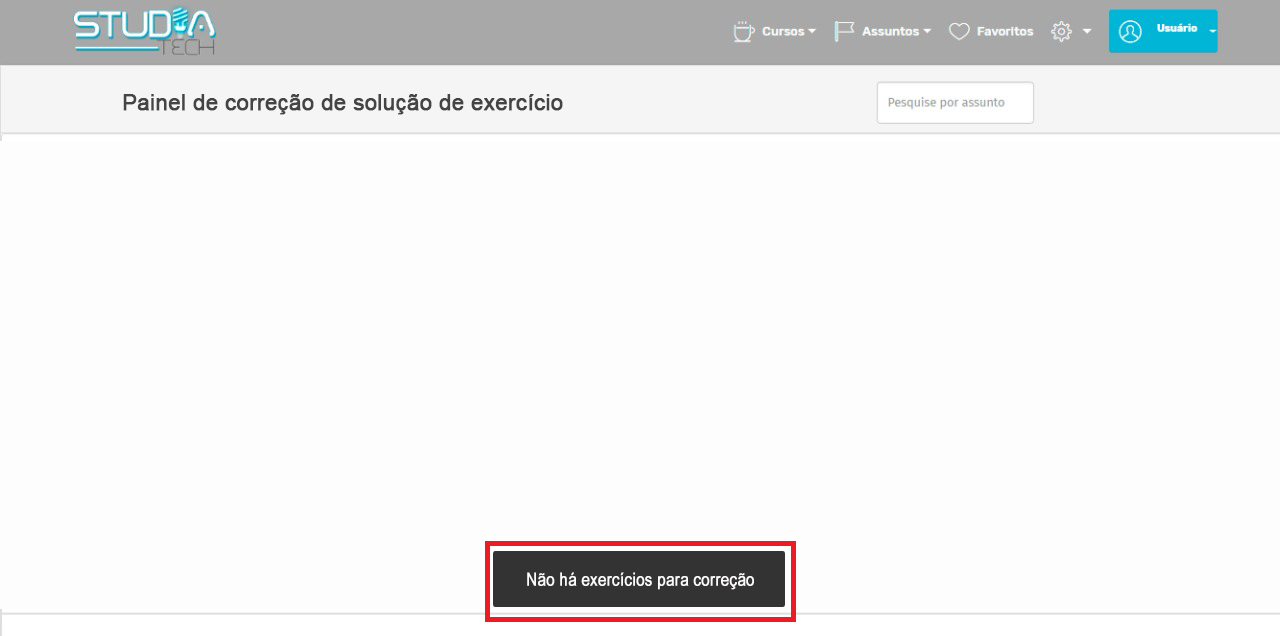 STUDIA
TECH
Cursos
Assuntos
Favoritos
Usuário
Painel de correção de solução de exercício
Pesquise por assunto
Não há exercícios para correção